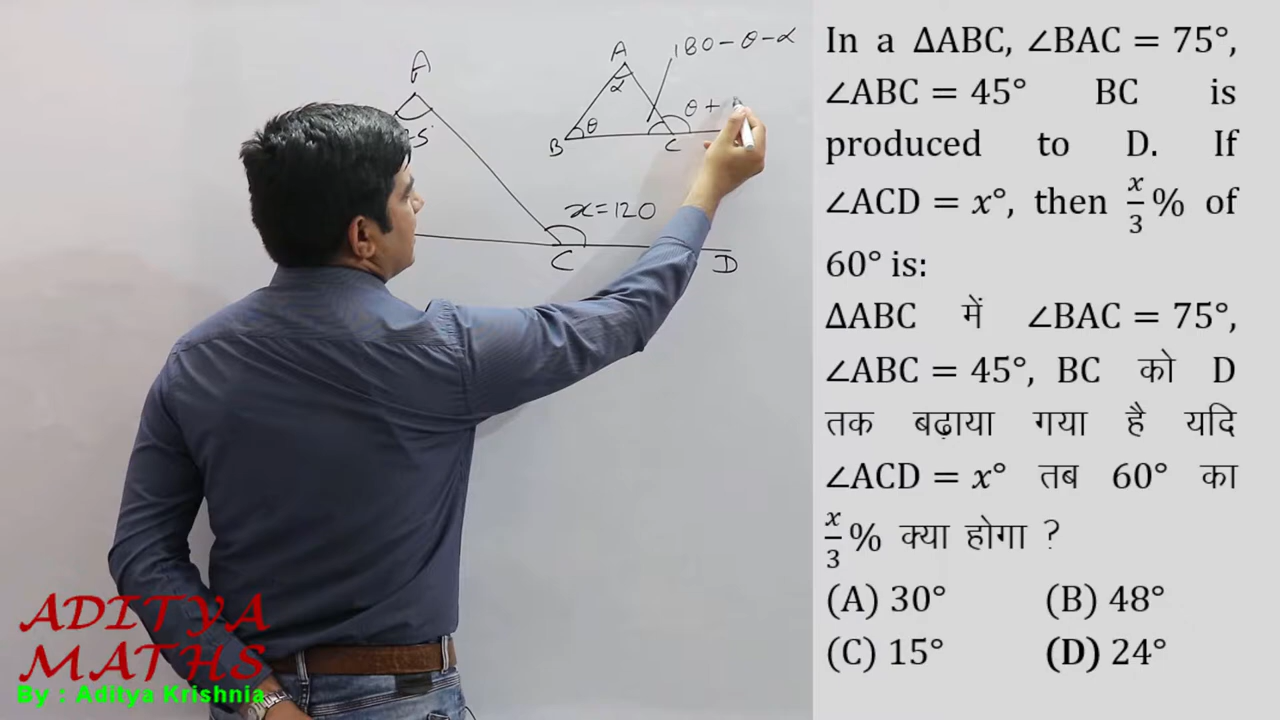 A
B
C
α
θ
180 - θ - α
θ +
A
5°
x = 120
C
D
In a ΔABC, ∠BAC = 75°,
∠ABC = 45° BC is
produced to D. If
∠ACD = x°, then x/3 % of
60° is:
ΔABC में ∠BAC = 75°,
∠ABC = 45°, BC को D
तक बढ़ाया गया है यदि
∠ACD = x° तब 60° का
x/3 % क्या होगा ?
(A) 30° (B) 48°
(C) 15° (D) 24°
ADITYA
MATHS
By : Aditya Krishnia